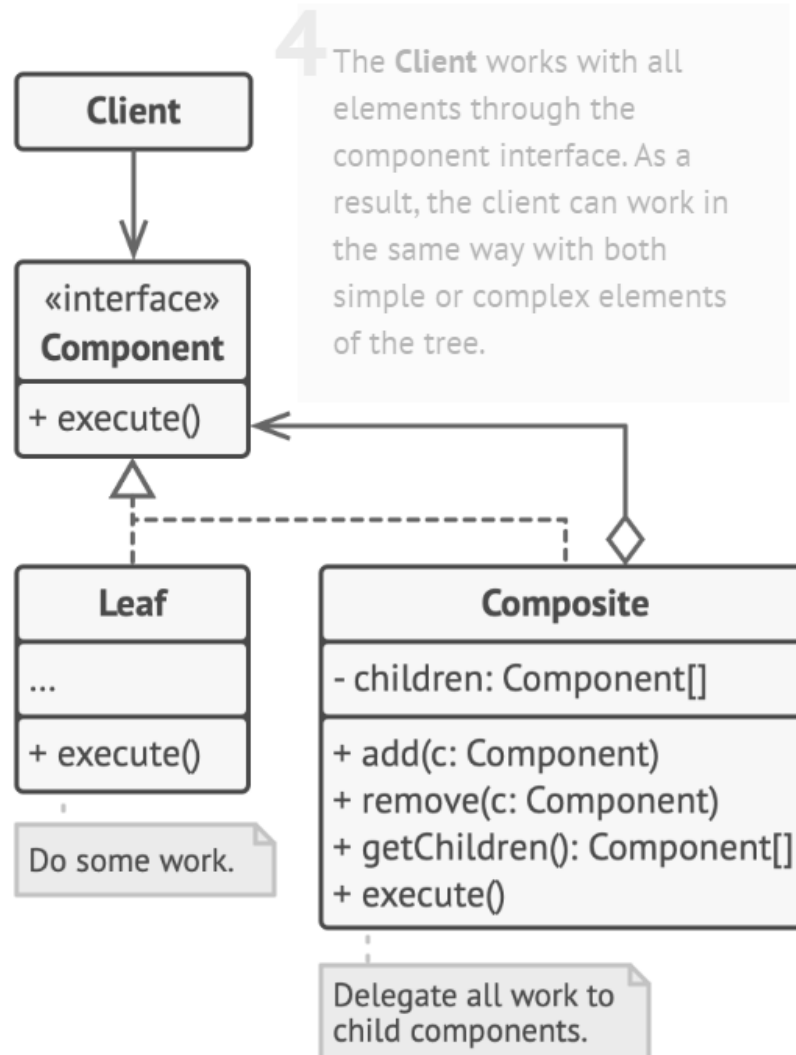 4
The Client works with all
elements through the
component interface. As a
result, the client can work in
the same way with both
simple or complex elements
of the tree.
Client
«interface»
Component
+ execute()
Leaf
...
+ execute()
Do some work.
Composite
- children: Component[]
+ add(c: Component)
+ remove(c: Component)
+ getChildren(): Component[]
+ execute()
Delegate all work to
child components.